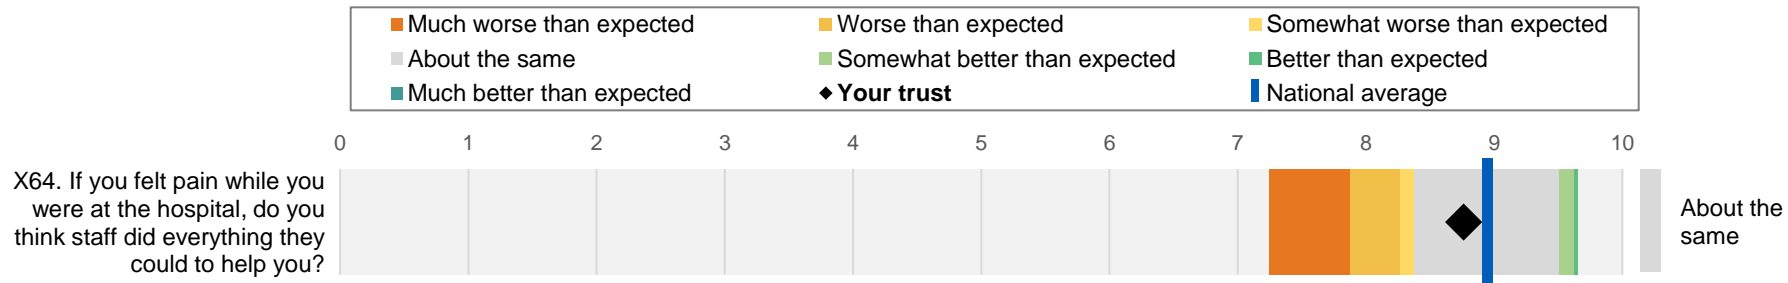 Much worse than expected
Worse than expected
Somewhat worse than expected
About the same
Somewhat better than expected
Better than expected
Much better than expected
Your trust
National average
0 1 2 3 4 5 6 7 8 9 10
X64. If you felt pain while you
were at the hospital, do you
think staff did everything they
could to help you?
About the
same